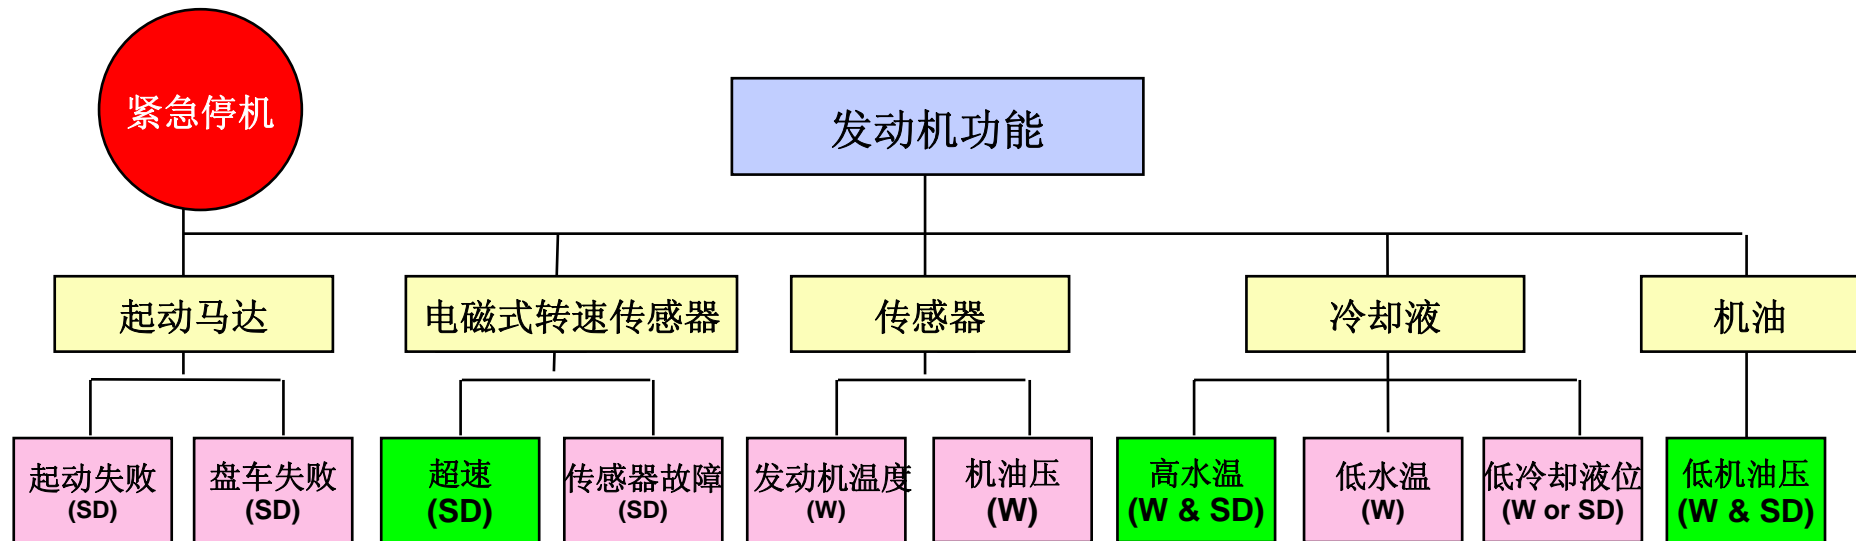 紧急停机
发动机功能
起动马达
电磁式转速传感器
传感器
冷却液
机油
起动失败
(SD)
盘车失败
(SD)
超速
(SD)
传感器故障
(SD)
发动机温度
(W)
机油压
(W)
高水温
(W & SD)
低水温
(W)
低冷却液位
(W or SD)
低机油压
(W & SD)